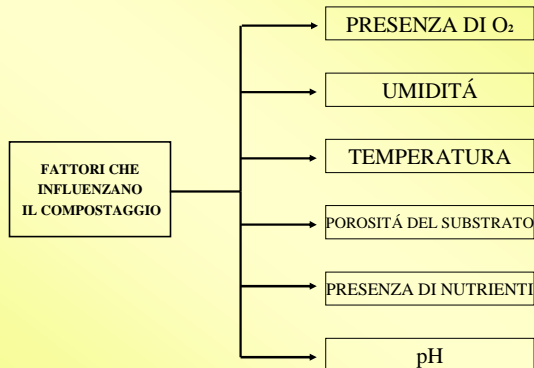 PRESENZA DI O₂
UMIDITÁ
FATTORI CHE
INFLUENZANO
IL COMPOSTAGGIO
TEMPERATURA
POROSITÁ DEL SUBSTRATO
PRESENZA DI NUTRIENTI
pH